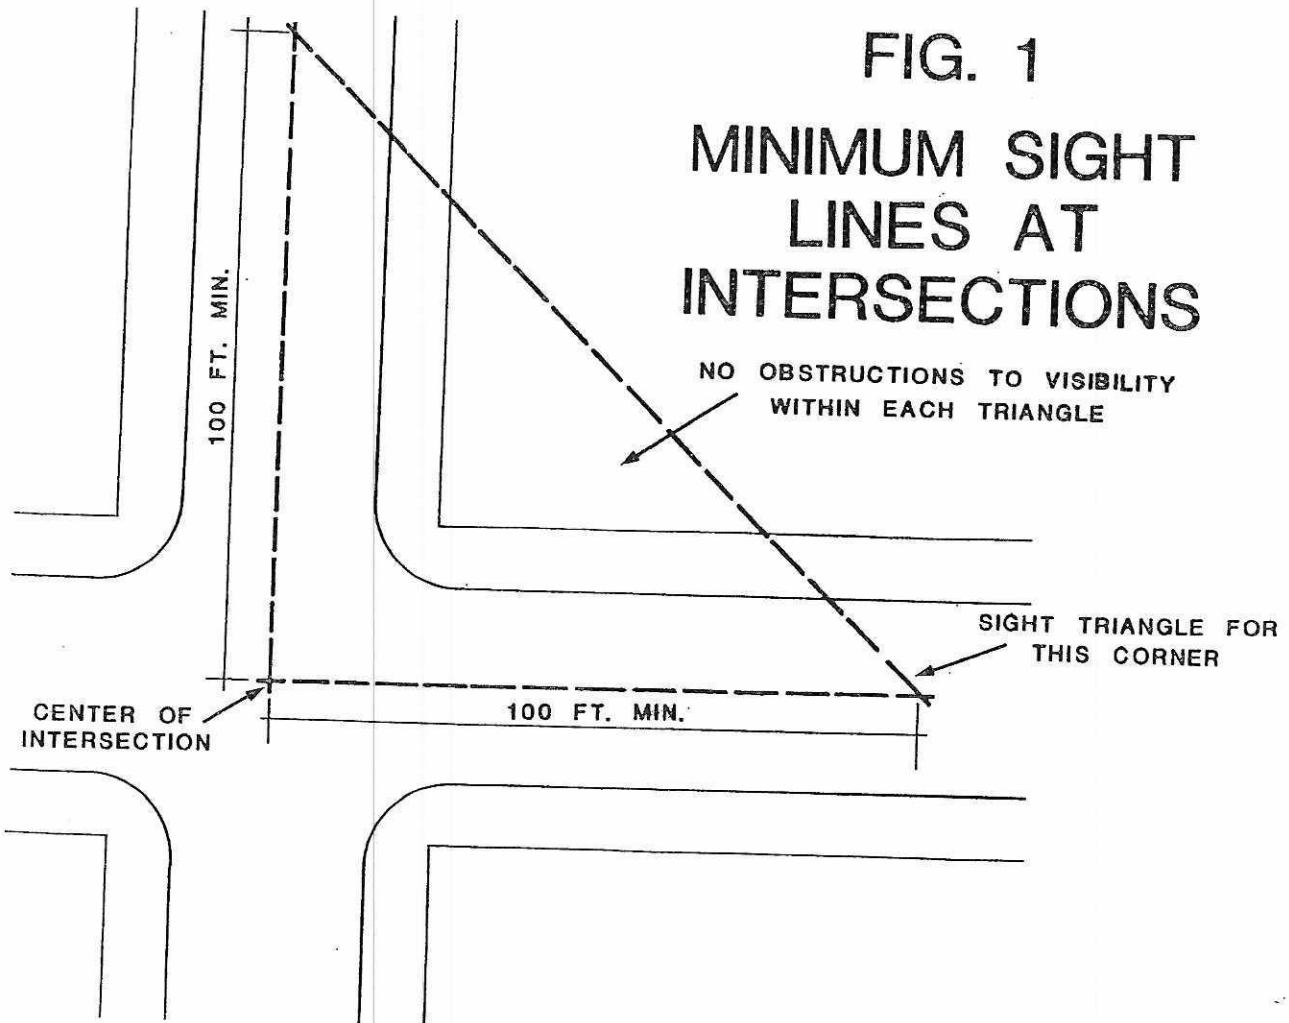 FIG. 1
MINIMUM SIGHT
LINES AT
INTERSECTIONS
NO OBSTRUCTIONS TO VISIBILITY
WITHIN EACH TRIANGLE
100 FT. MIN.
SIGHT TRIANGLE FOR
THIS CORNER
CENTER OF
INTERSECTION
100 FT. MIN.